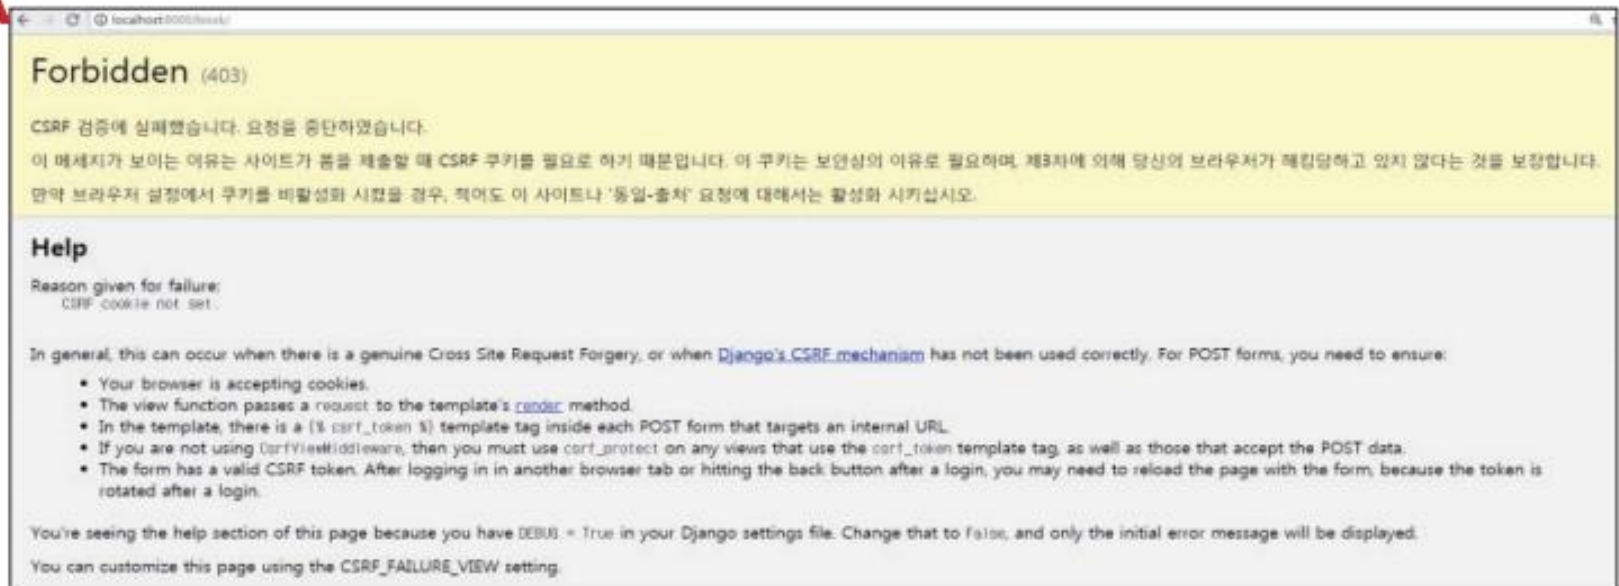 localhost:8000/book/
Forbidden (403)
CSRF 검증에 실패했습니다. 요청을 중단하였습니다.
이 메세지가 보이는 이유는 사이트가 폼을 제출할 때 CSRF 쿠키를 필요로 하기 때문입니다. 이 쿠키는 보안상의 이유로 필요하며, 제3자에 의해 당신의 브라우저가 해킹당하고 있지 않다는 것을 보장합니다.
만약 브라우저 설정에서 쿠키를 비활성화 시켰을 경우, 적어도 이 사이트나 '동일-출처' 요청에 대해서는 활성화 시키십시오.
Help
Reason given for failure:
CSRF cookie not set.
In general, this can occur when there is a genuine Cross Site Request Forgery, or when Django's CSRF mechanism has not been used correctly. For POST forms, you need to ensure:
• Your browser is accepting cookies.
• The view function passes a request to the template's render method.
• In the template, there is a {% csrf_token %} template tag inside each POST form that targets an internal URL.
• If you are not using CsrfViewMiddleware, then you must use csrf_protect on any views that use the csrf_token template tag, as well as those that accept the POST data.
• The form has a valid CSRF token. After logging in in another browser tab or hitting the back button after a login, you may need to reload the page with the form, because the token is
rotated after a login.
You're seeing the help section of this page because you have DEBUG = True in your Django settings file. Change that to False, and only the initial error message will be displayed.
You can customize this page using the CSRF_FAILURE_VIEW setting.